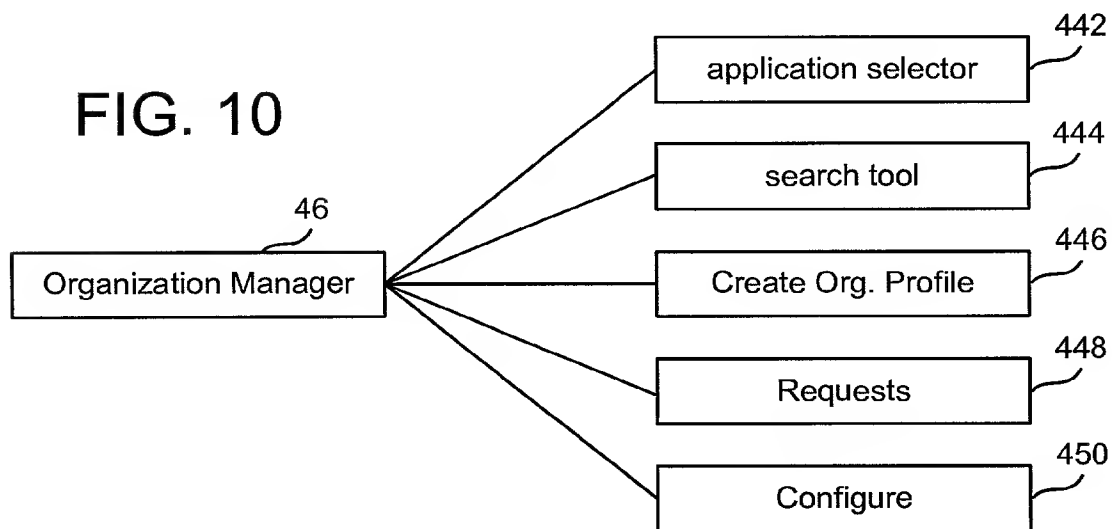 FIG. 10
442
application selector
444
search tool
46
Organization Manager
446
Create Org. Profile
448
Requests
450
Configure